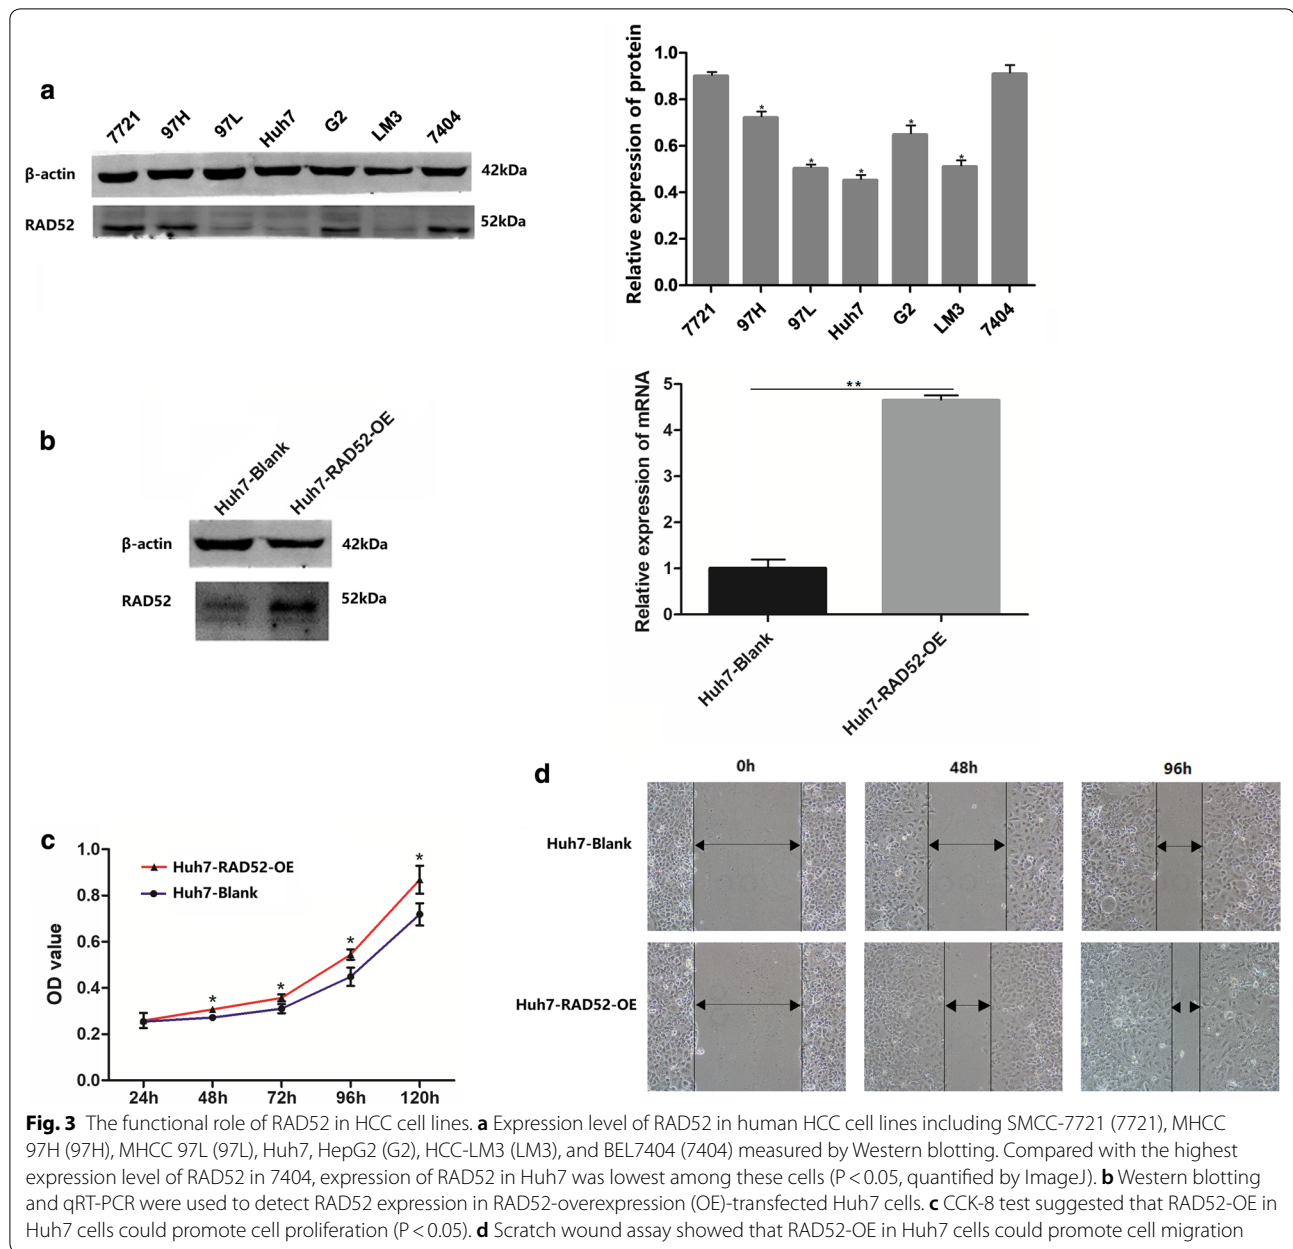 a
7721 97H 97L Huh7 G2 LM3 7404
β-actin 42kDa
RAD52 52kDa
Relative expression of protein
1.0
0.8
0.6
0.4
0.2
0.0
* * * * *
7721 97H 97L Huh7 G2 LM3 7404
b
Huh7-Blank Huh7-RAD52-OE
β-actin 42kDa
RAD52 52kDa
Relative expression of mRNA
5
4
3
2
1
0
**
Huh7-Blank Huh7-RAD52-OE
c
OD value
1.0
0.8
0.6
0.4
0.2
0.0
Huh7-RAD52-OE
Huh7-Blank
* * * *
24h 48h 72h 96h 120h
d
0h 48h 96h
Huh7-Blank
Huh7-RAD52-OE
Fig. 3 The functional role of RAD52 in HCC cell lines. a Expression level of RAD52 in human HCC cell lines including SMCC-7721 (7721), MHCC
97H (97H), MHCC 97L (97L), Huh7, HepG2 (G2), HCC-LM3 (LM3), and BEL7404 (7404) measured by Western blotting. Compared with the highest
expression level of RAD52 in 7404, expression of RAD52 in Huh7 was lowest among these cells (P < 0.05, quantified by ImageJ). b Western blotting
and qRT-PCR were used to detect RAD52 expression in RAD52-overexpression (OE)-transfected Huh7 cells. c CCK-8 test suggested that RAD52-OE in
Huh7 cells could promote cell proliferation (P < 0.05). d Scratch wound assay showed that RAD52-OE in Huh7 cells could promote cell migration